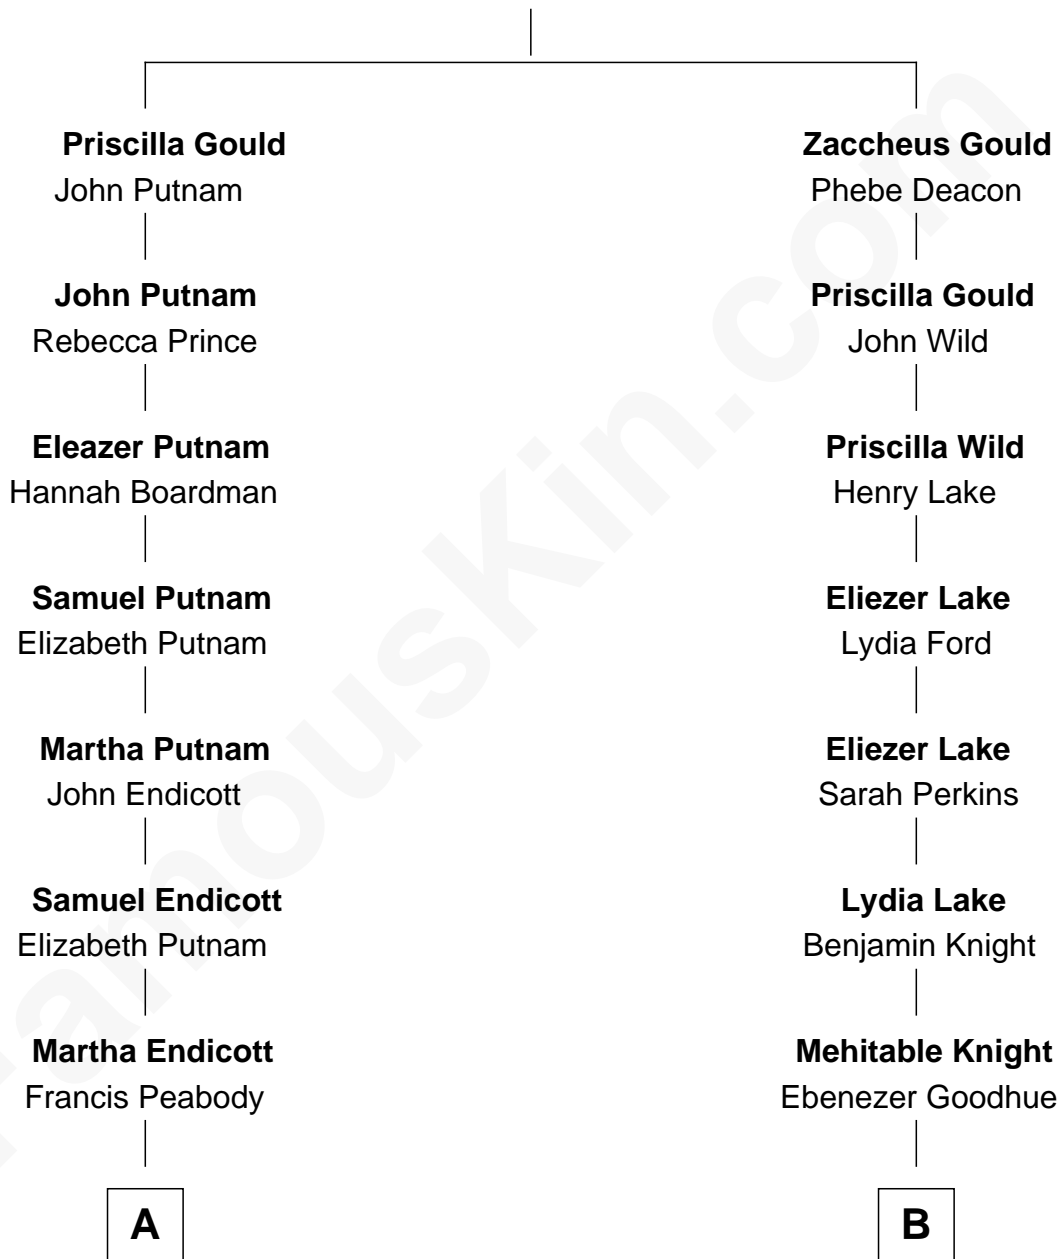 Priscilla Gould
John Putnam
John Putnam
Rebecca Prince
Eleazer Putnam
Hannah Boardman
Samuel Putnam
Elizabeth Putnam
Martha Putnam
John Endicott
Samuel Endicott
Elizabeth Putnam
Martha Endicott
Francis Peabody
A
Zaccheus Gould
Phebe Deacon
Priscilla Gould
John Wild
Priscilla Wild
Henry Lake
Eliezer Lake
Lydia Ford
Eliezer Lake
Sarah Perkins
Lydia Lake
Benjamin Knight
Mehitable Knight
Ebenezer Goodhue
B
FamousKin.com